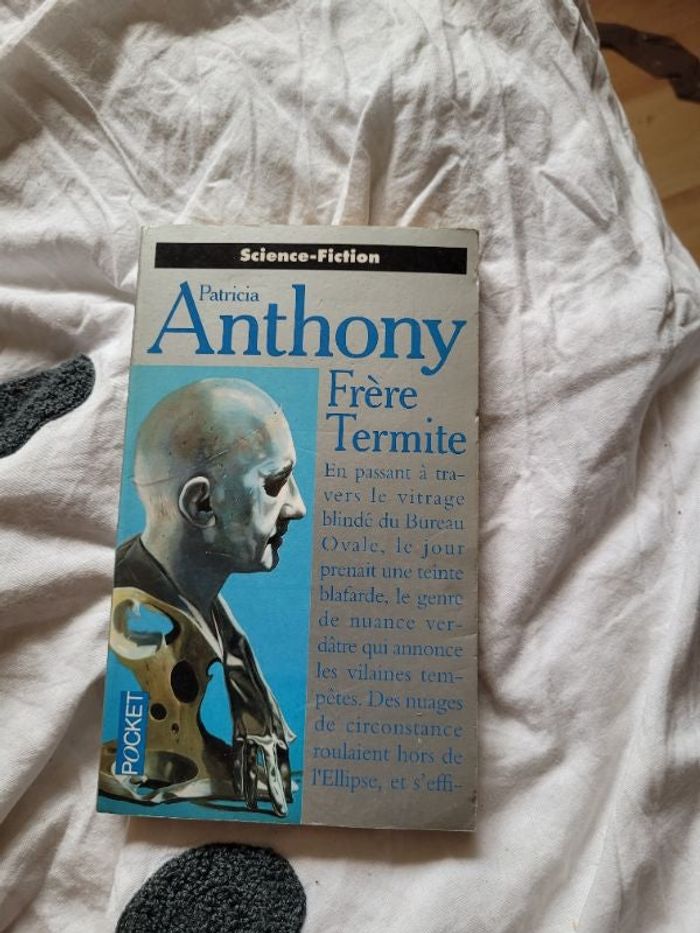 Science-Fiction
Patricia
Anthony
Frère
Termite
En passant à tra-
vers le vitrage
blindé du Bureau
Ovale, le jour
prenait une teinte
blafarde, le genre
de nuance ver-
dâtre qui annonce
les vilaines tem-
pêtes. Des nuages
de circonstance
roulaient hors de
l'Ellipse, et s'effi-
POCKET